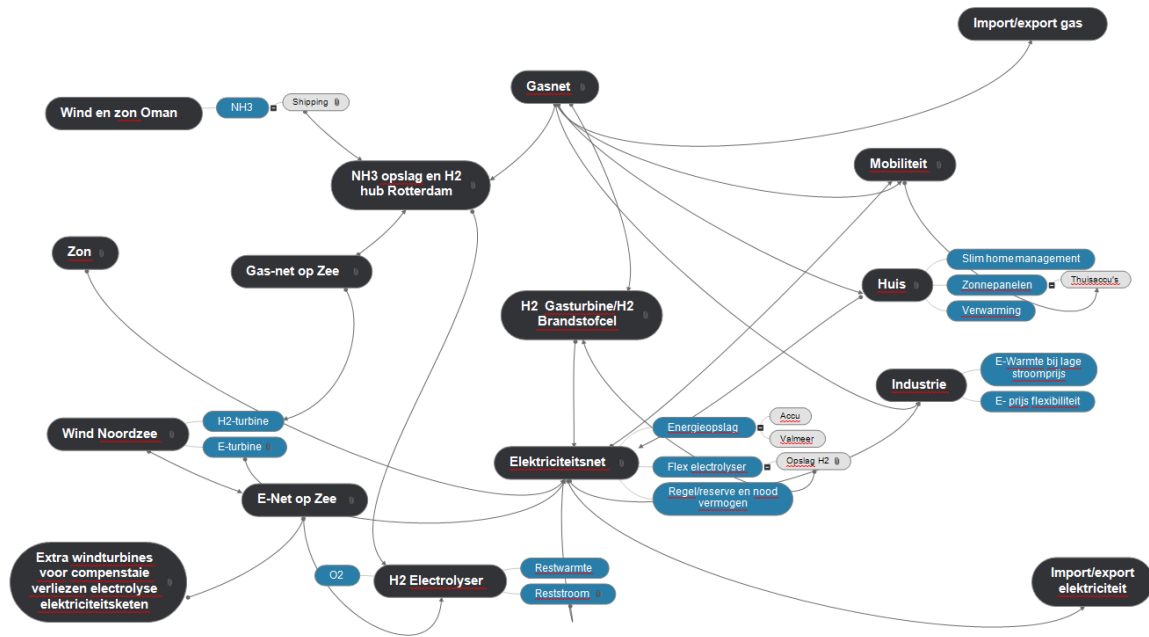 Import/export gas
Gasnet
Wind en zon Oman
NH3
Shipping
Mobiliteit
NH3 opslag en H2
hub Rotterdam
Zon
Gas-net op Zee
Slim home management
Huis
Zonnepanelen
Thuisaccu's
Verwarming
H2 Gasturbine/H2
Brandstofcel
E-Warmte bij lage
stroomprijs
Industrie
E- prijs flexibiliteit
H2-turbine
Wind Noordzee
E-turbine
Energieopslag
Accu
Valmeer
Elektriciteitsnet
Flex electrolyser
Opslag H2
Regel/reserve en nood
vermogen
E-Net op Zee
Extra windturbines
voor compenstaie
verliezen electrolyse
elektriciteitsketen
O2
H2 Electrolyser
Restwarmte
Reststroom
Import/export
elektriciteit